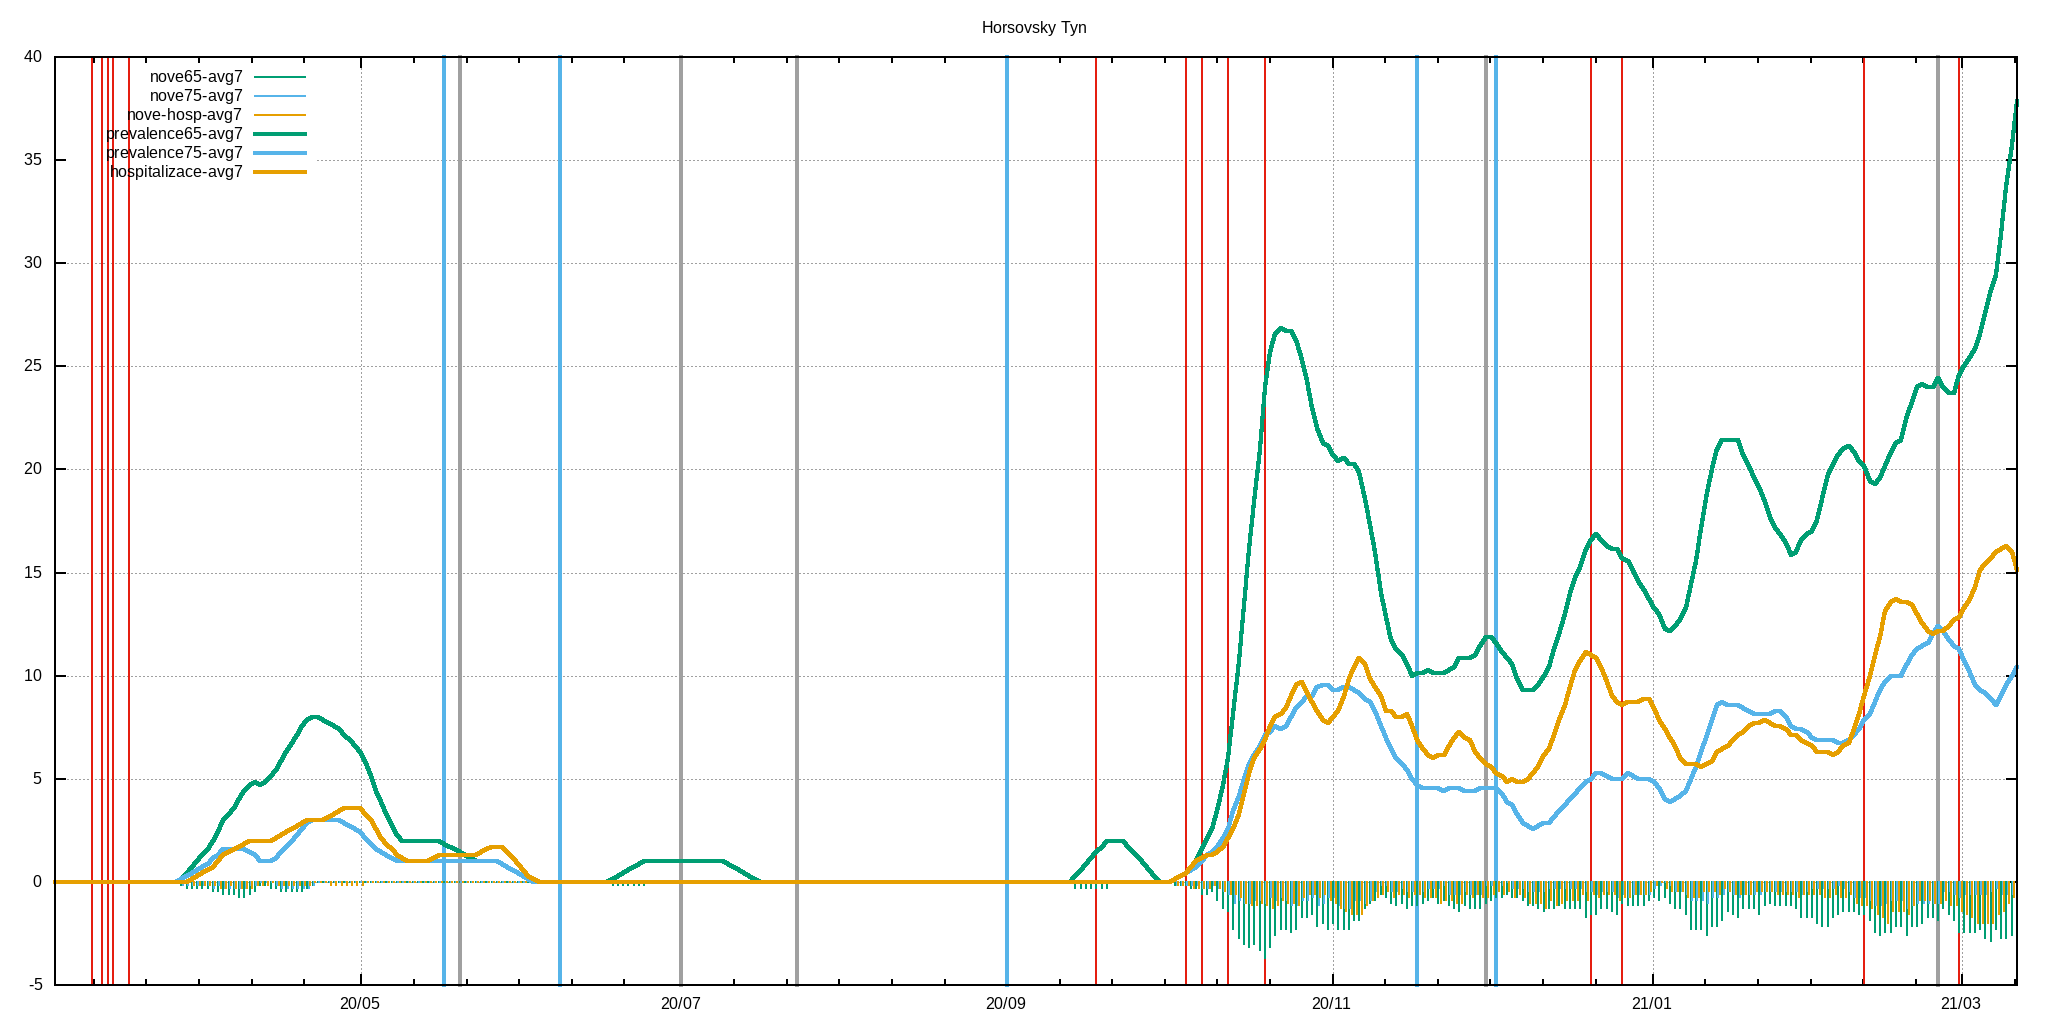 Horsovsky Tyn
40
35
30
25
20
15
10
5
0
-5
nove65-avg7
nove75-avg7
nove-hosp-avg7
prevalence65-avg7
prevalence75-avg7
hospitalizace-avg7
20/05 20/07 20/09 20/11 21/01 21/03